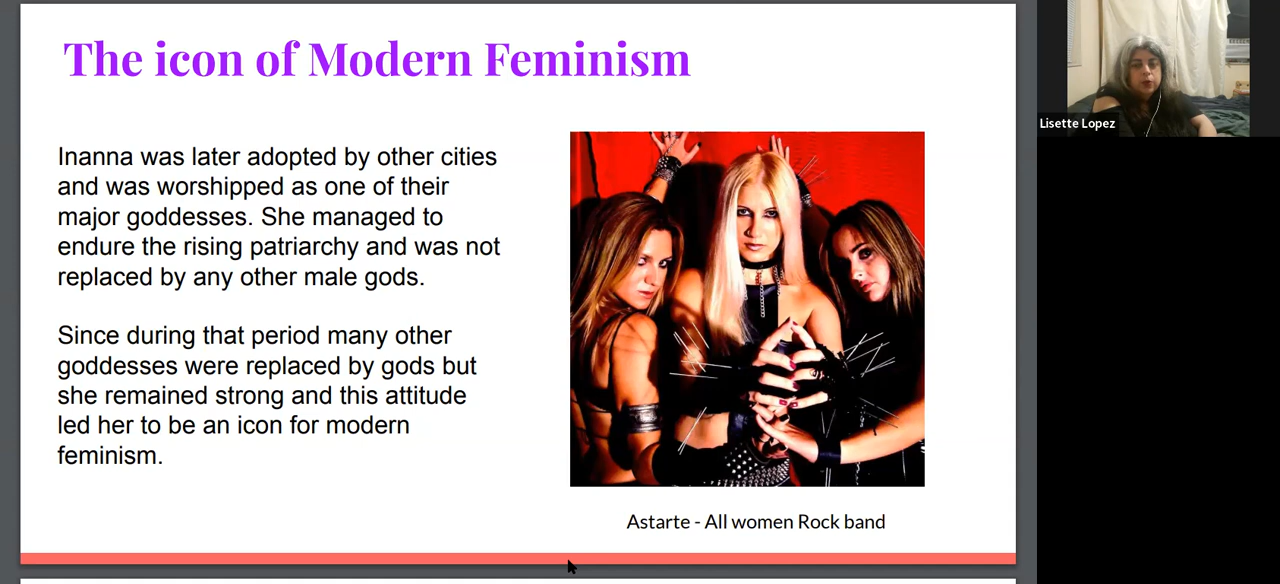 The icon of Modern Feminism
Inanna was later adopted by other cities
and was worshipped as one of their
major goddesses. She managed to
endure the rising patriarchy and was not
replaced by any other male gods.
Since during that period many other
goddesses were replaced by gods but
she remained strong and this attitude
led her to be an icon for modern
feminism.
Astarte - All women Rock band
Lisette Lopez